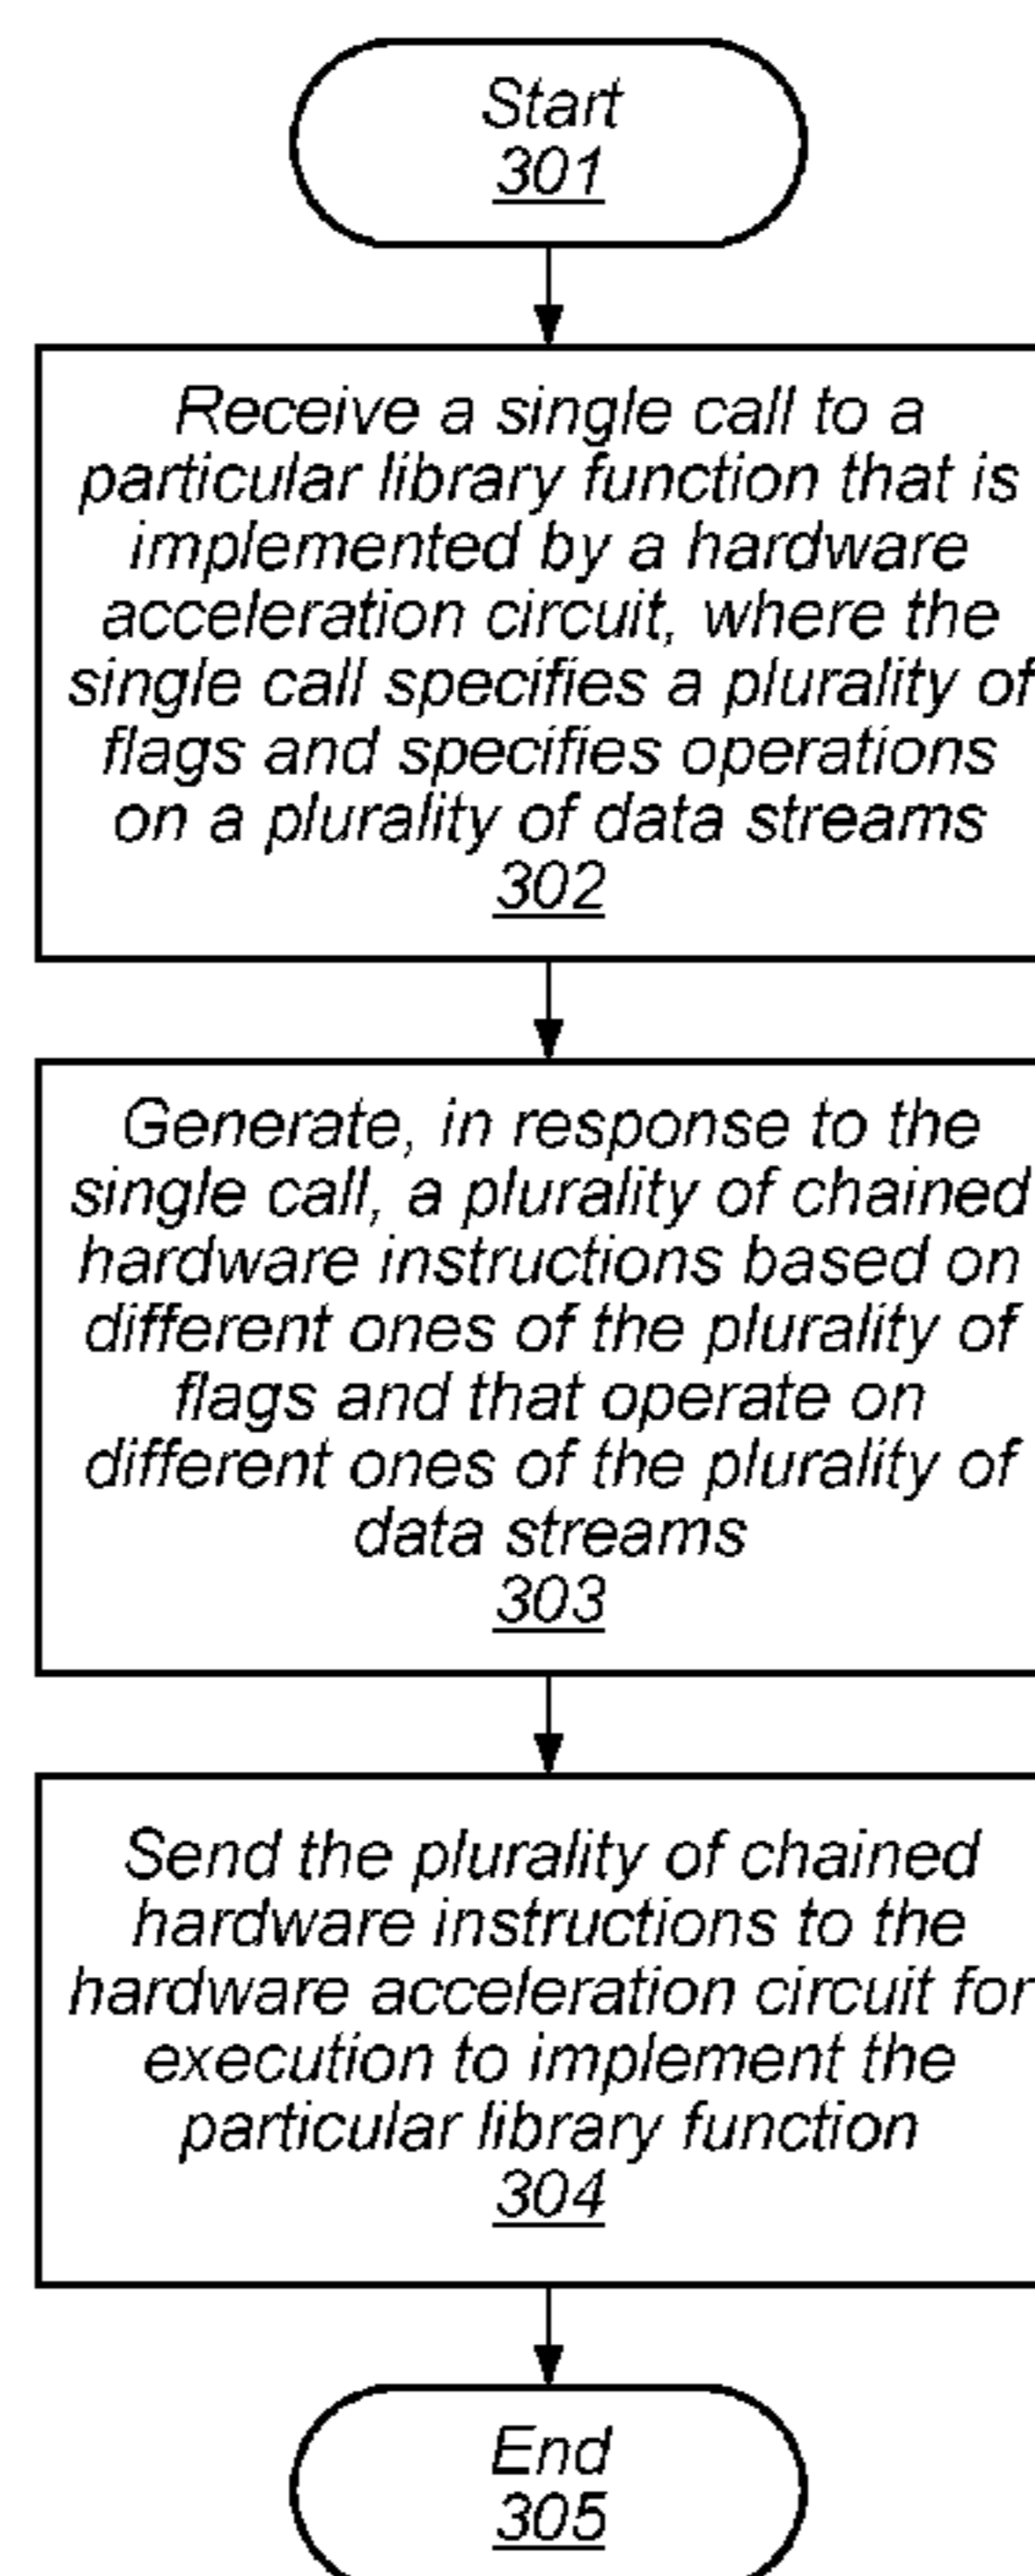 Start
301
Receive a single call to a
particular library function that is
implemented by a hardware
acceleration circuit, where the
single call specifies a plurality of
flags and specifies operations
on a plurality of data streams
302
Generate, in response to the
single call, a plurality of chained
hardware instructions based on
different ones of the plurality of
flags and that operate on
different ones of the plurality of
data streams
303
Send the plurality of chained
hardware instructions to the
hardware acceleration circuit for
execution to implement the
particular library function
304
End
305